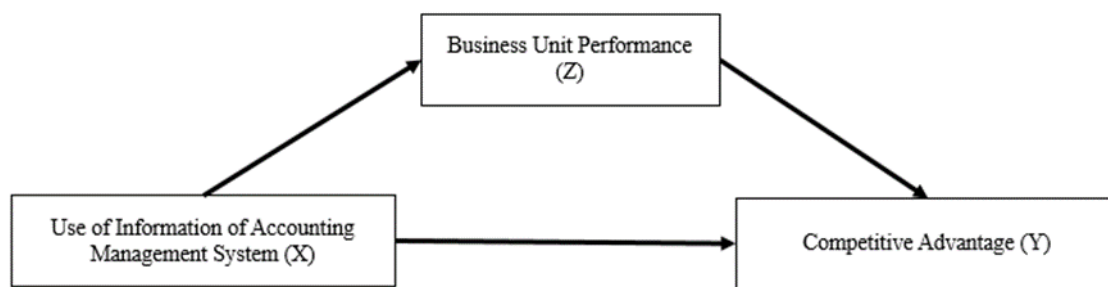 Business Unit Performance
(Z)
Use of Information of Accounting
Management System (X)
Competitive Advantage (Y)